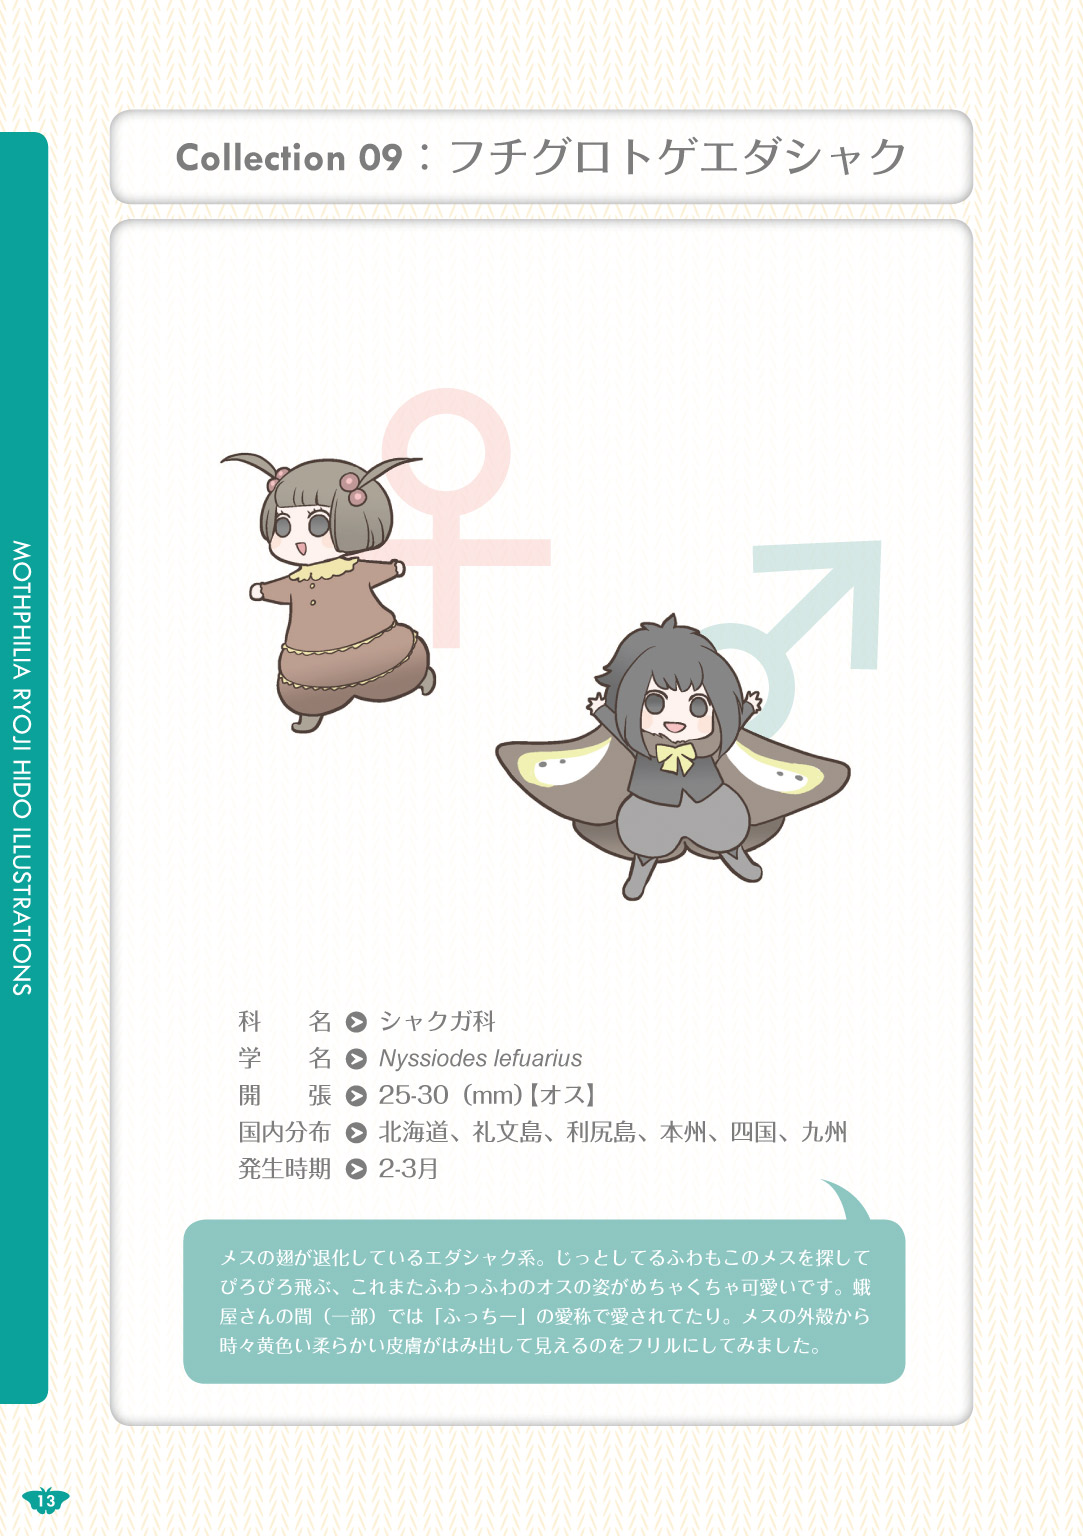 Collection 09：フチグロトゲエダシャク
MOTHPHILIA RYOJI HIDO ILLUSTRATIONS
科　名 シャクガ科
学　名 Nyssiodes lefuarius
開　張 25-30（mm）【オス】
国内分布 北海道、礼文島、利尻島、本州、四国、九州
発生時期 2-3月
メスの翅が退化しているエダシャク系。じっとしてるふわもこのメスを探して
ぴろぴろ飛ぶ、これまたふわっふわのオスの姿がめちゃくちゃ可愛いです。蛾
屋さんの間（一部）では「ふっちー」の愛称で愛されてたり。メスの外殻から
時々黄色い柔らかい皮膚がはみ出して見えるのをフリルにしてみました。
13